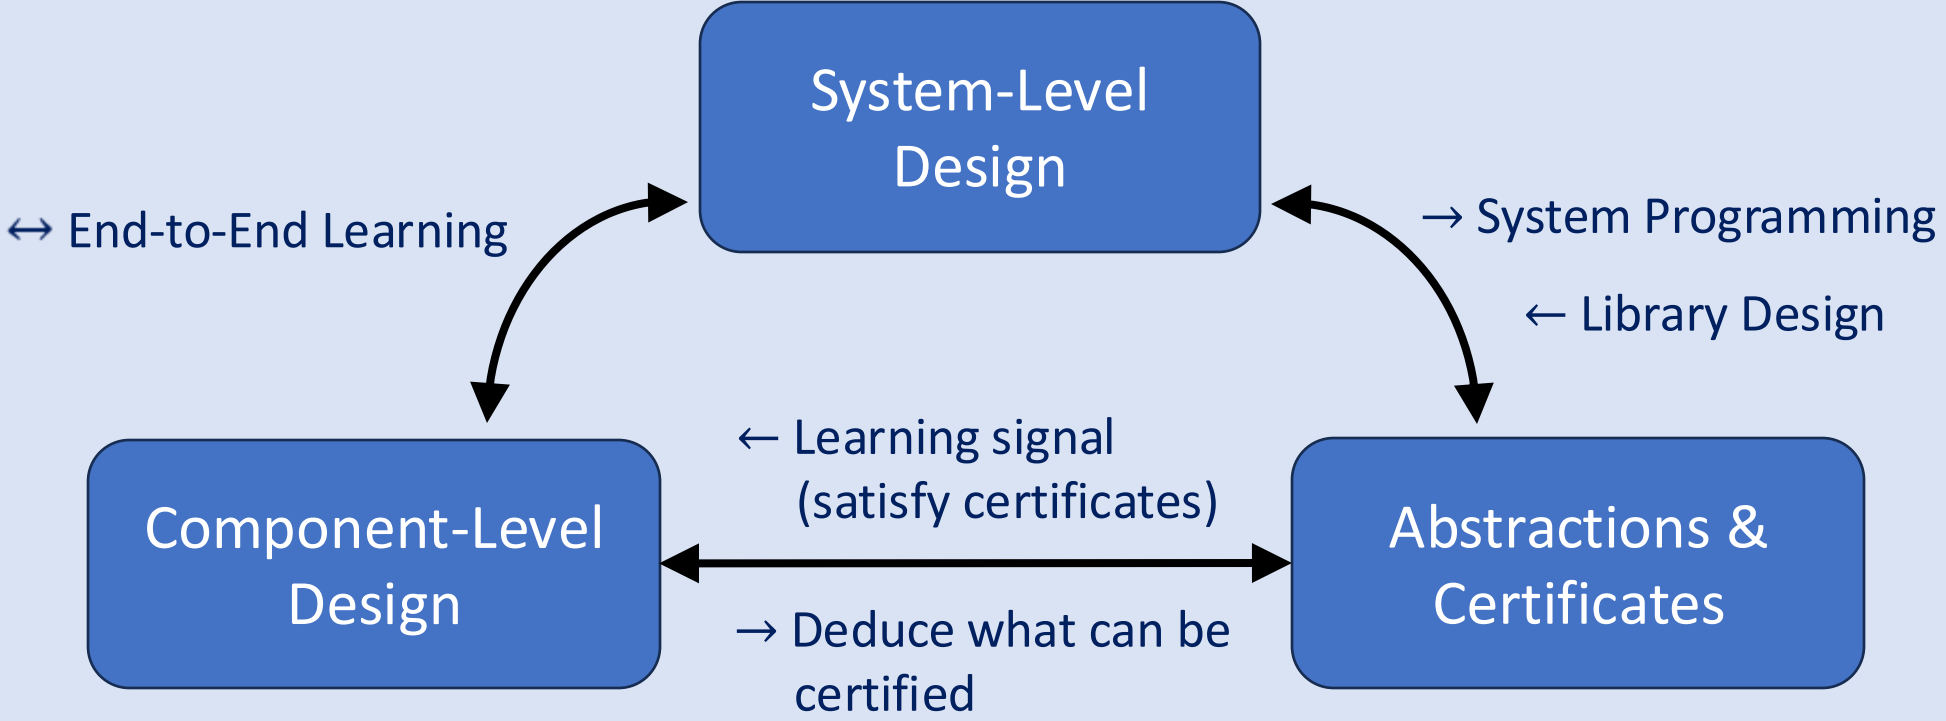 System-Level
Design
↔ End-to-End Learning
→ System Programming
← Library Design
← Learning signal
(satisfy certificates)
Component-Level
Design
Abstractions &
Certificates
→ Deduce what can be
certified